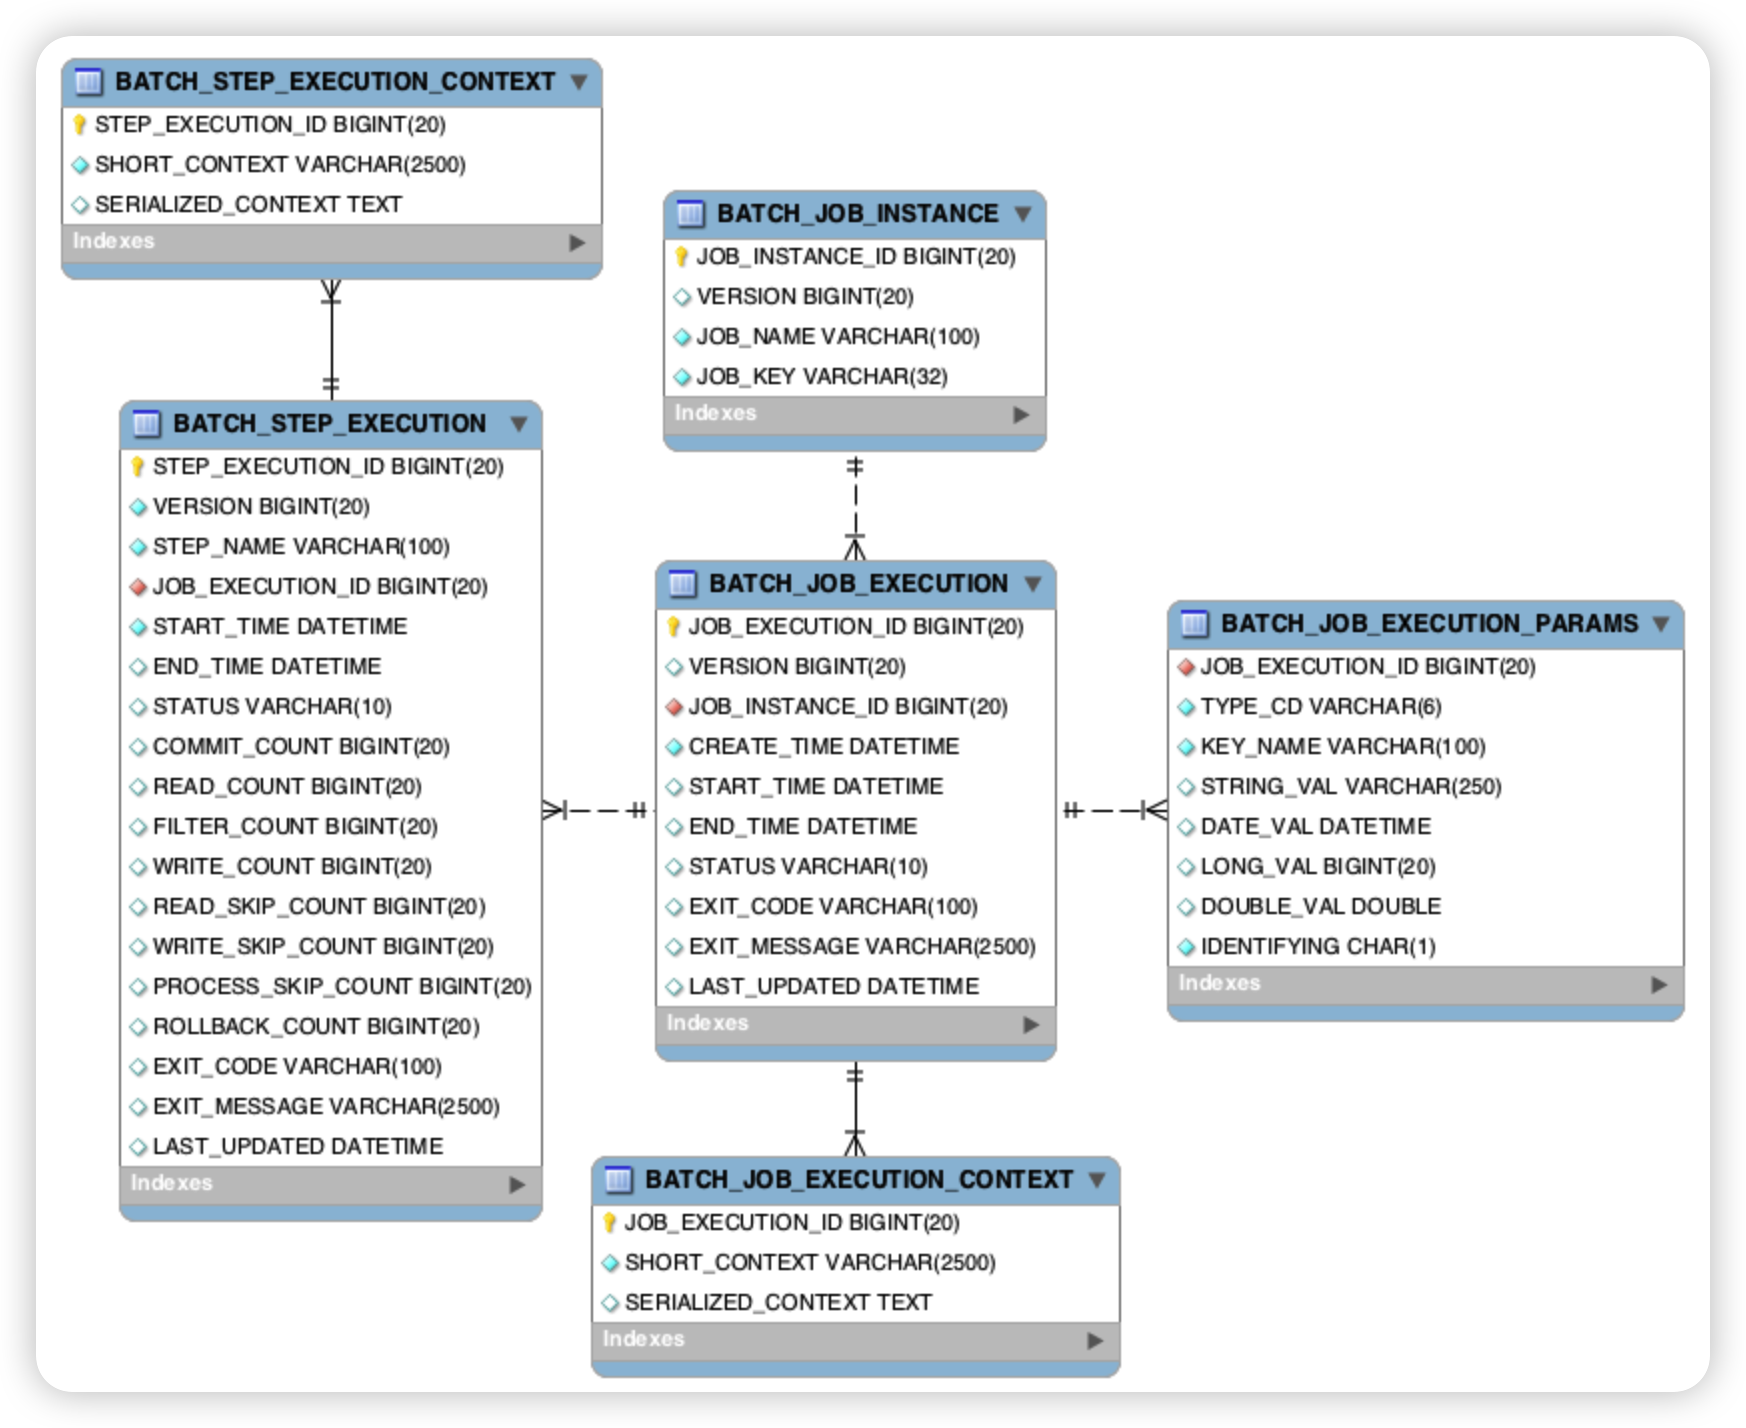 BATCH_STEP_EXECUTION_CONTEXT
STEP_EXECUTION_ID BIGINT(20)
SHORT_CONTEXT VARCHAR(2500)
SERIALIZED_CONTEXT TEXT
Indexes
BATCH_JOB_INSTANCE
JOB_INSTANCE_ID BIGINT(20)
VERSION BIGINT(20)
JOB_NAME VARCHAR(100)
JOB_KEY VARCHAR(32)
Indexes
BATCH_STEP_EXECUTION
STEP_EXECUTION_ID BIGINT(20)
VERSION BIGINT(20)
STEP_NAME VARCHAR(100)
JOB_EXECUTION_ID BIGINT(20)
START_TIME DATETIME
END_TIME DATETIME
STATUS VARCHAR(10)
COMMIT_COUNT BIGINT(20)
READ_COUNT BIGINT(20)
FILTER_COUNT BIGINT(20)
WRITE_COUNT BIGINT(20)
READ_SKIP_COUNT BIGINT(20)
WRITE_SKIP_COUNT BIGINT(20)
PROCESS_SKIP_COUNT BIGINT(20)
ROLLBACK_COUNT BIGINT(20)
EXIT_CODE VARCHAR(100)
EXIT_MESSAGE VARCHAR(2500)
LAST_UPDATED DATETIME
Indexes
BATCH_JOB_EXECUTION
JOB_EXECUTION_ID BIGINT(20)
VERSION BIGINT(20)
JOB_INSTANCE_ID BIGINT(20)
CREATE_TIME DATETIME
START_TIME DATETIME
END_TIME DATETIME
STATUS VARCHAR(10)
EXIT_CODE VARCHAR(100)
EXIT_MESSAGE VARCHAR(2500)
LAST_UPDATED DATETIME
Indexes
BATCH_JOB_EXECUTION_PARAMS
JOB_EXECUTION_ID BIGINT(20)
TYPE_CD VARCHAR(6)
KEY_NAME VARCHAR(100)
STRING_VAL VARCHAR(250)
DATE_VAL DATETIME
LONG_VAL BIGINT(20)
DOUBLE_VAL DOUBLE
IDENTIFYING CHAR(1)
Indexes
BATCH_JOB_EXECUTION_CONTEXT
JOB_EXECUTION_ID BIGINT(20)
SHORT_CONTEXT VARCHAR(2500)
SERIALIZED_CONTEXT TEXT
Indexes